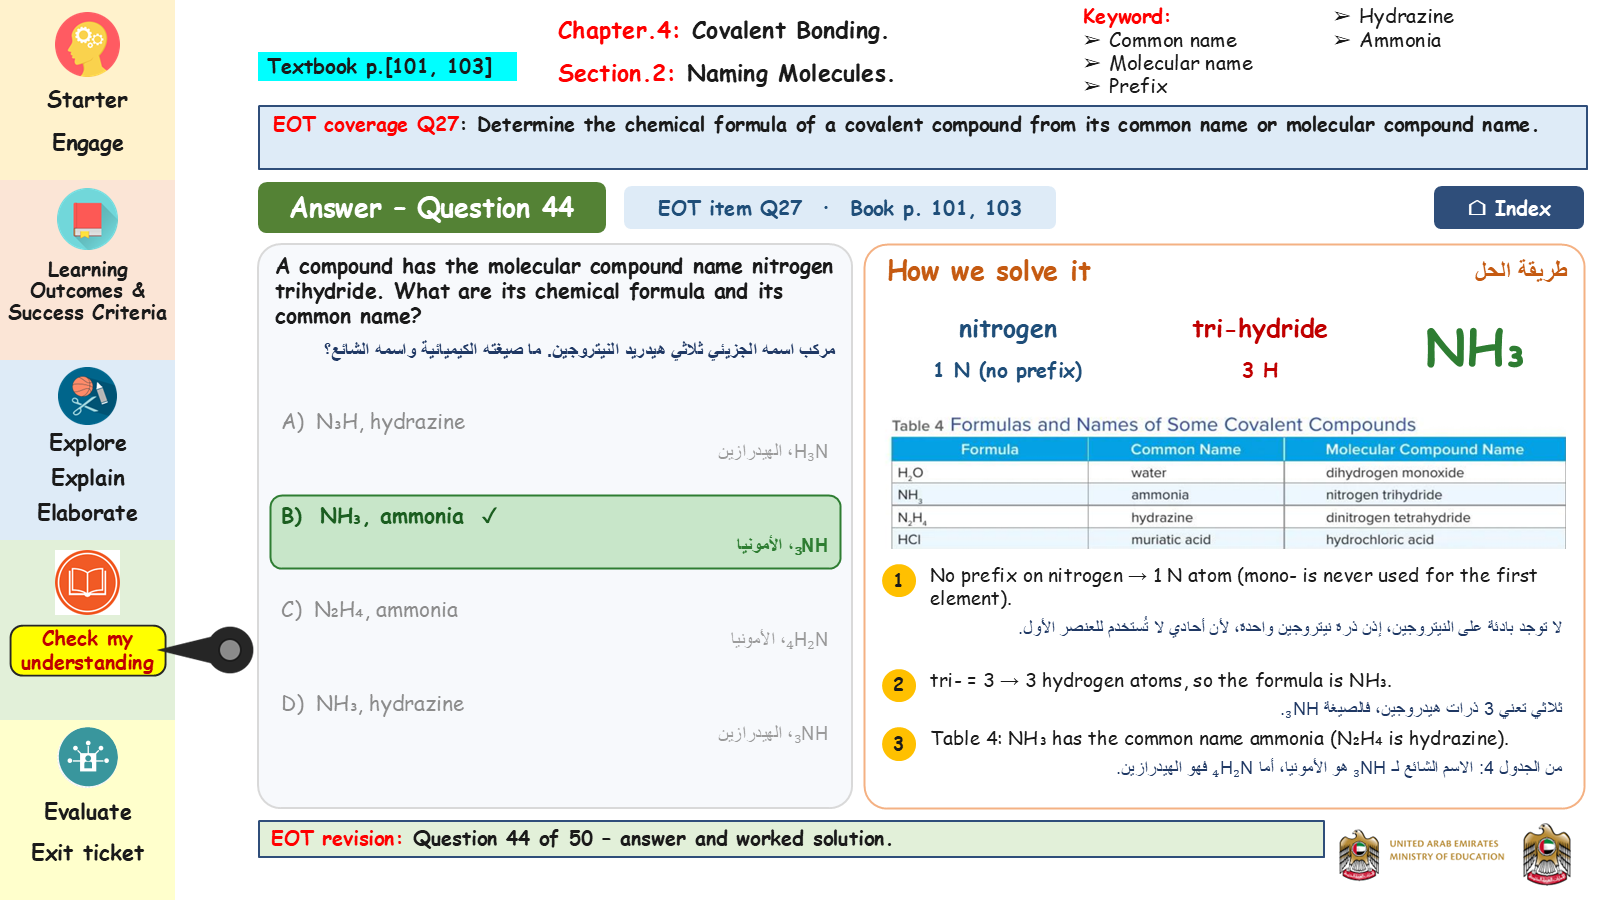 Starter
Engage
Learning
Outcomes &
Success Criteria
Explore
Explain
Elaborate
Check my
understanding
Evaluate
Exit ticket
Textbook p.[101, 103]
Chapter.4: Covalent Bonding.
Section.2: Naming Molecules.
Keyword:
➢ Common name
➢ Molecular name
➢ Prefix
➢ Hydrazine
➢ Ammonia
EOT coverage Q27: Determine the chemical formula of a covalent compound from its common name or molecular compound name.
Answer – Question 44
EOT item Q27 · Book p. 101, 103
Index
A compound has the molecular compound name nitrogen
trihydride. What are its chemical formula and its
common name?
مركب اسمه الجزيئي ثلاثي هيدريد النيتروجين. ما صيغته الكيميائية واسمه الشائع؟
A) N₃H, hydrazine
H₃N، الهيدرازين
B) NH₃, ammonia ✓
₃NH، الأمونيا
C) N₂H₄, ammonia
₄H₂N، الأمونيا
D) NH₃, hydrazine
₃NH، الهيدرازين
How we solve it
طريقة الحل
nitrogen
1 N (no prefix)
tri-hydride
3 H
NH₃
Table 4 Formulas and Names of Some Covalent Compounds
Formula Common Name Molecular Compound Name
H₂O water dihydrogen monoxide
NH₃ ammonia nitrogen trihydride
N₂H₄ hydrazine dinitrogen tetrahydride
HCl muriatic acid hydrochloric acid
1 No prefix on nitrogen → 1 N atom (mono- is never used for the first
element).
لا توجد بادئة على النيتروجين، إذن ذرة نيتروجين واحدة، لأن أحادي لا تُستخدم للعنصر الأول.
2 tri- = 3 → 3 hydrogen atoms, so the formula is NH₃.
ثلاثي تعني 3 ذرات هيدروجين، فالصيغة ₃NH.
3 Table 4: NH₃ has the common name ammonia (N₂H₄ is hydrazine).
من الجدول 4: الاسم الشائع لـ ₃NH هو الأمونيا، أما ₄H₂N فهو الهيدرازين.
EOT revision: Question 44 of 50 – answer and worked solution.
UNITED ARAB EMIRATES
MINISTRY OF EDUCATION